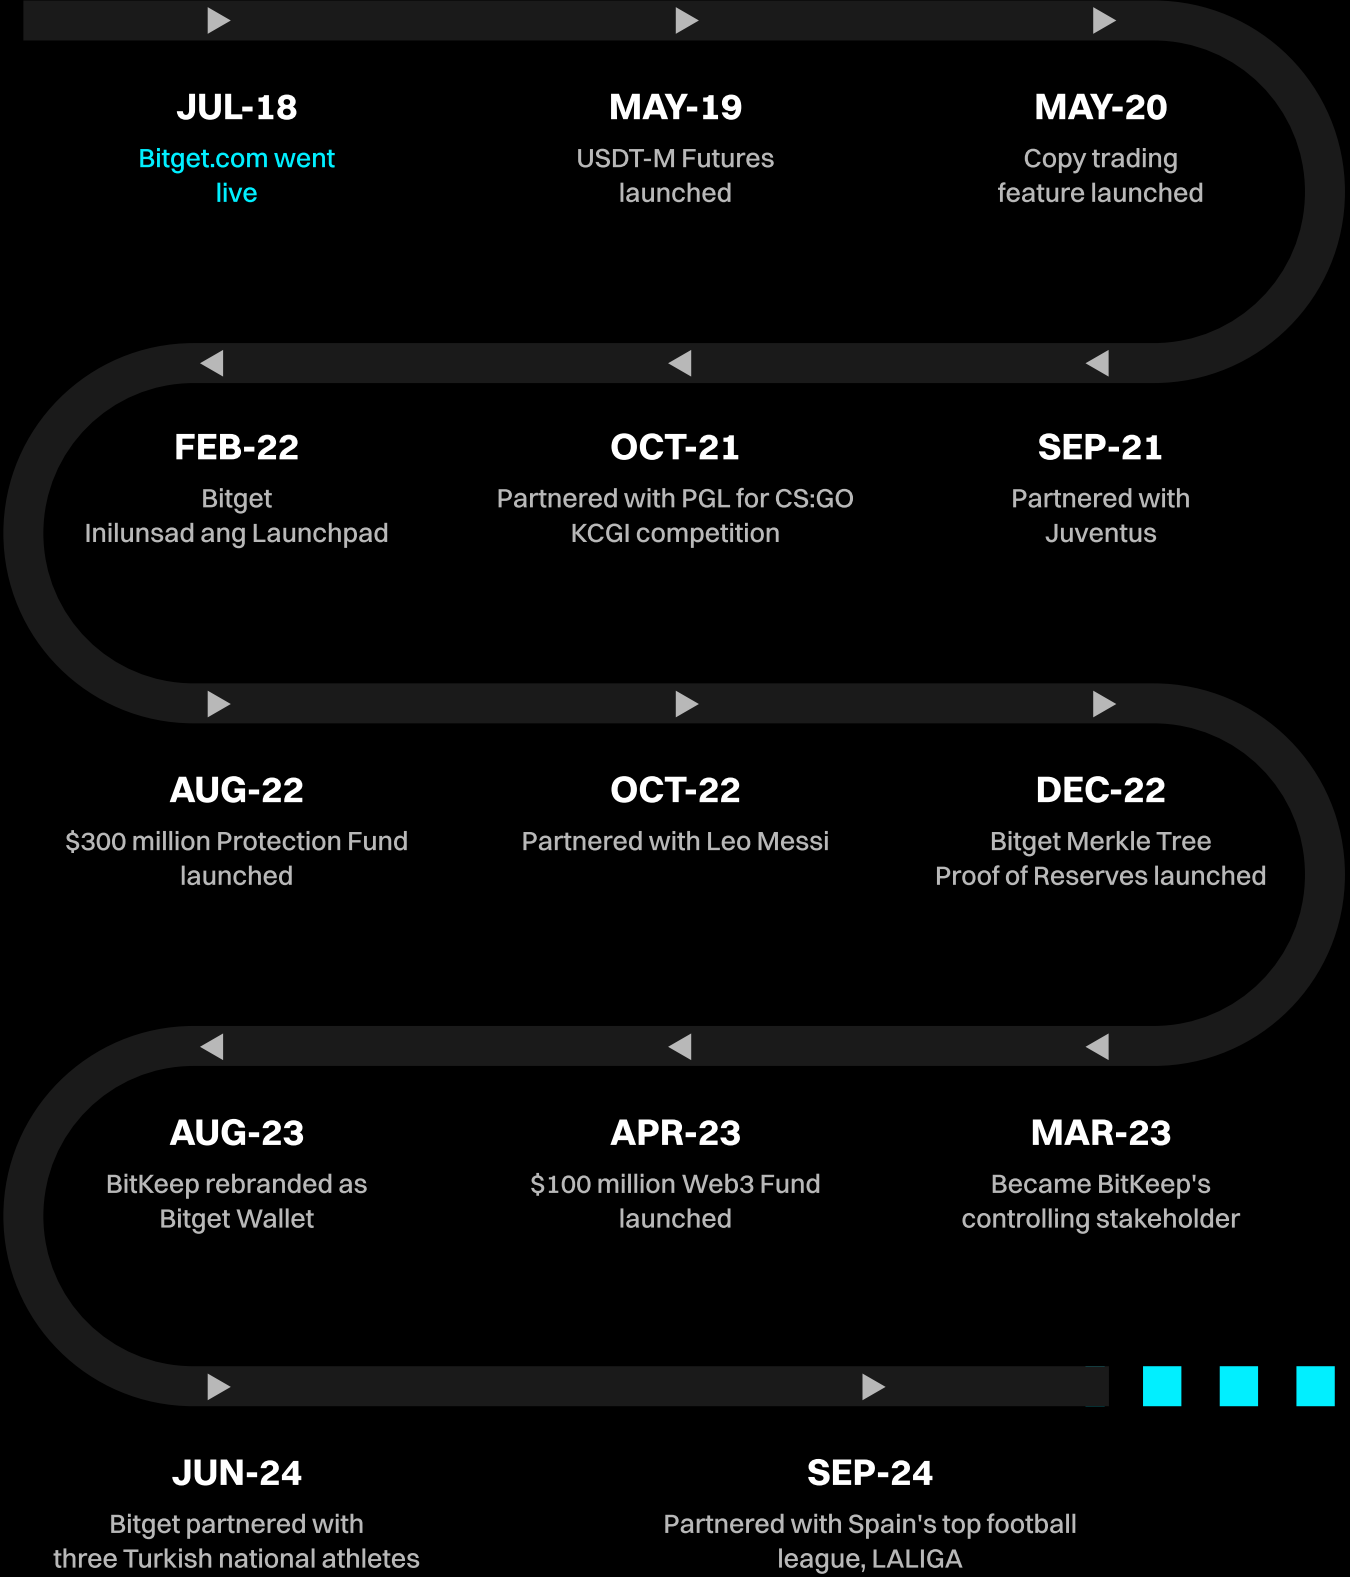 JUL-18
Bitget.com went
live
MAY-19
USDT-M Futures
launched
MAY-20
Copy trading
feature launched
FEB-22
Bitget
Inilunsad ang Launchpad
OCT-21
Partnered with PGL for CS:GO
KCGI competition
SEP-21
Partnered with
Juventus
AUG-22
$300 million Protection Fund
launched
OCT-22
Partnered with Leo Messi
DEC-22
Bitget Merkle Tree
Proof of Reserves launched
AUG-23
BitKeep rebranded as
Bitget Wallet
APR-23
$100 million Web3 Fund
launched
MAR-23
Became BitKeep's
controlling stakeholder
JUN-24
Bitget partnered with
three Turkish national athletes
SEP-24
Partnered with Spain's top football
league, LALIGA